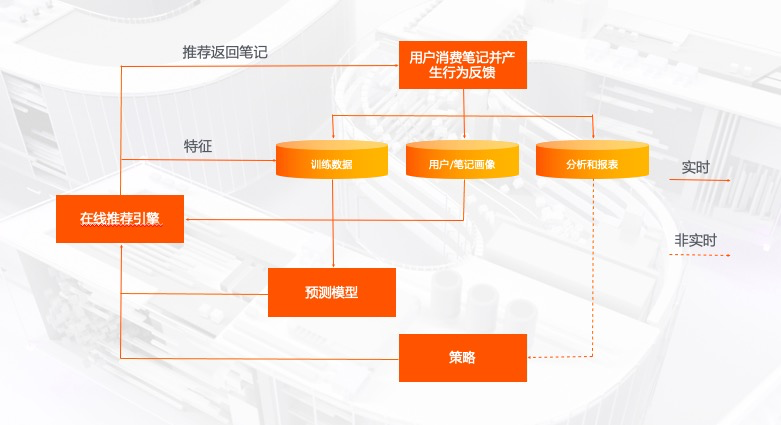 推荐返回笔记
用户消费笔记并产
生行为反馈
特征
训练数据
用户/笔记画像
分析和报表
实时
在线推荐引擎
非实时
预测模型
策略